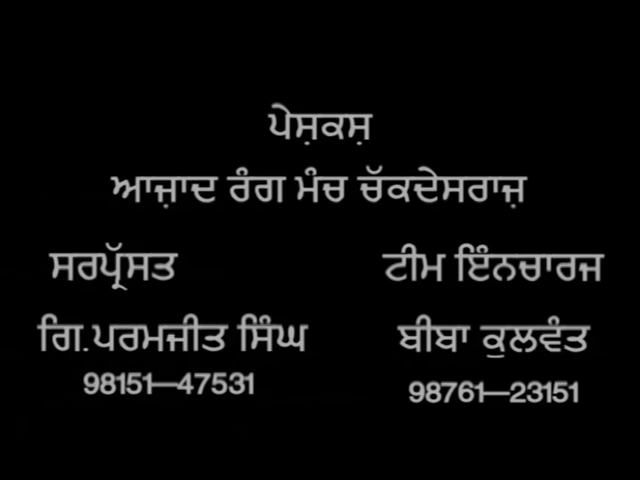 ਪੇਸ਼ਕਸ਼
ਆਜ਼ਾਦ ਰੰਗ ਮੰਚ ਚੱਕਦੇਸਰਾਜ਼
ਸਰਪ੍ਰੱਸਤ
ਟੀਮ ਇੰਨਚਾਰਜ
ਗਿ.ਪਰਮਜੀਤ ਸਿੰਘ
ਬੀਬਾ ਕੁਲਵੰਤ
98151—47531
98761—23151